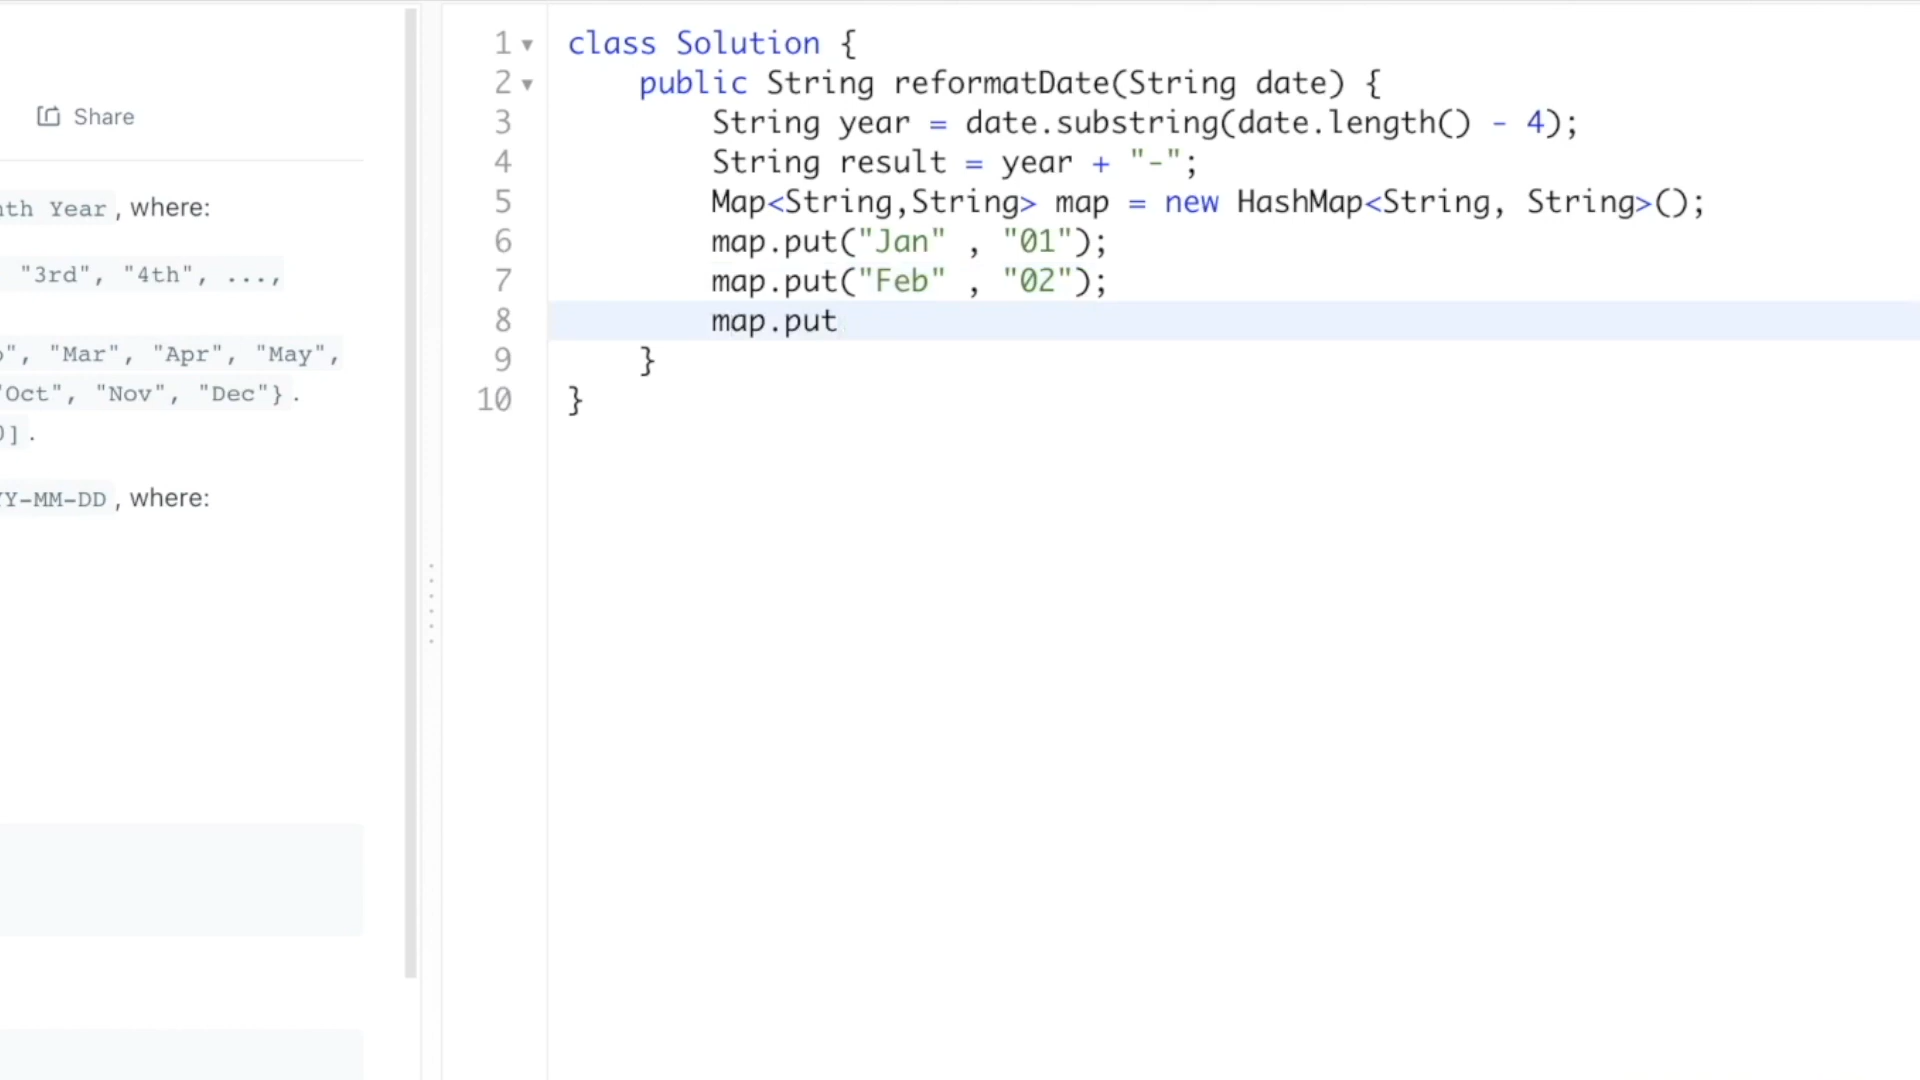 Share
Year, where:
"3rd", "4th", ...,
"Mar", "Apr", "May",
"Oct", "Nov", "Dec"}.
].
YY-MM-DD, where:
1 class Solution {
2 public String reformatDate(String date) {
3 String year = date.substring(date.length() - 4);
4 String result = year + "-";
5 Map<String,String> map = new HashMap<String, String>();
6 map.put("Jan" , "01");
7 map.put("Feb" , "02");
8 map.put
9 }
10 }